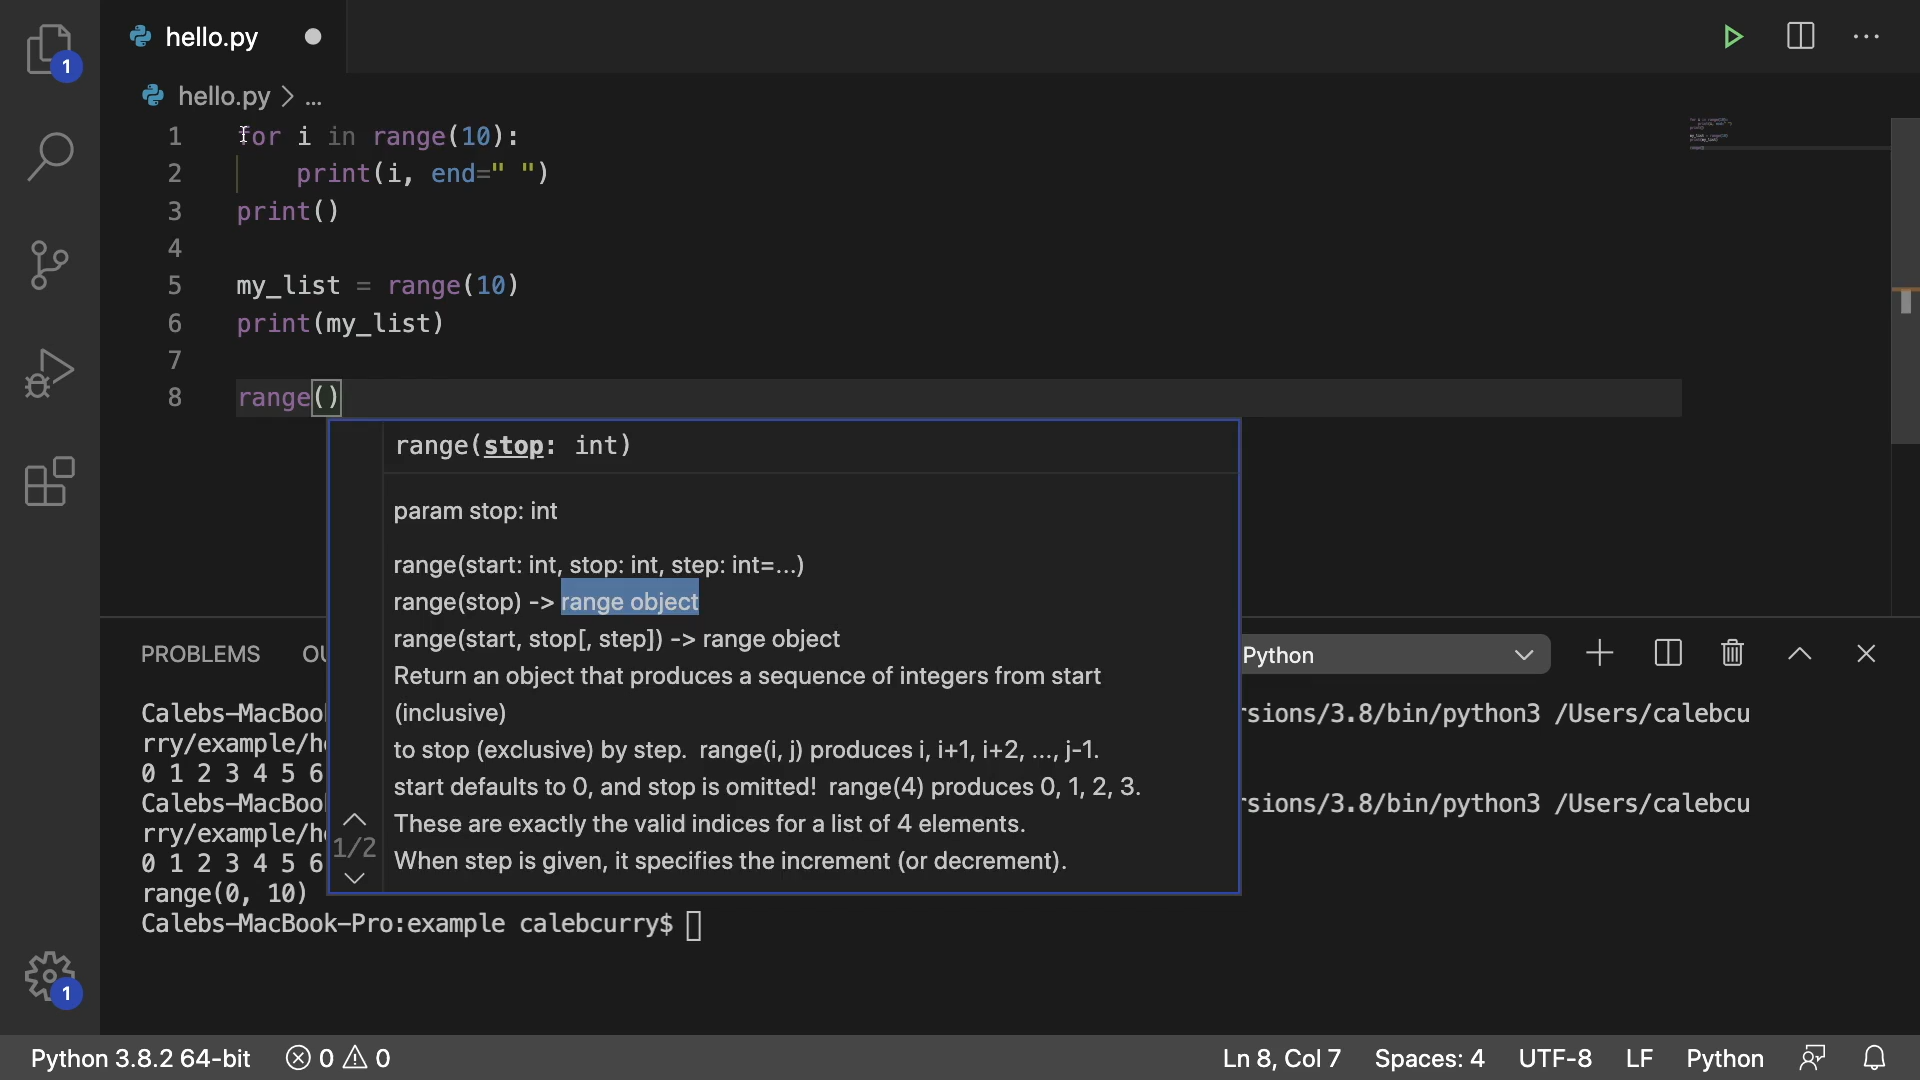 hello.py
1
hello.py > ...
1 for i in range(10):
2 print(i, end=" ")
3 print()
4
5 my_list = range(10)
6 print(my_list)
7
8 range()
range(stop: int)
param stop: int
range(start: int, stop: int, step: int=...)
range(stop) -> range object
range(start, stop[, step]) -> range object
Return an object that produces a sequence of integers from start
(inclusive)
to stop (exclusive) by step. range(i, j) produces i, i+1, i+2, ..., j-1.
start defaults to 0, and stop is omitted! range(4) produces 0, 1, 2, 3.
These are exactly the valid indices for a list of 4 elements.
When step is given, it specifies the increment (or decrement).
1/2
PROBLEMS OU
Python
Calebs-MacBoo rsions/3.8/bin/python3 /Users/calebcu
rry/example/h
0 1 2 3 4 5 6
Calebs-MacBoo rsions/3.8/bin/python3 /Users/calebcu
rry/example/h
0 1 2 3 4 5 6
range(0, 10)
Calebs-MacBook-Pro:example calebcurry$
1
Python 3.8.2 64-bit 0 0 Ln 8, Col 7 Spaces: 4 UTF-8 LF Python